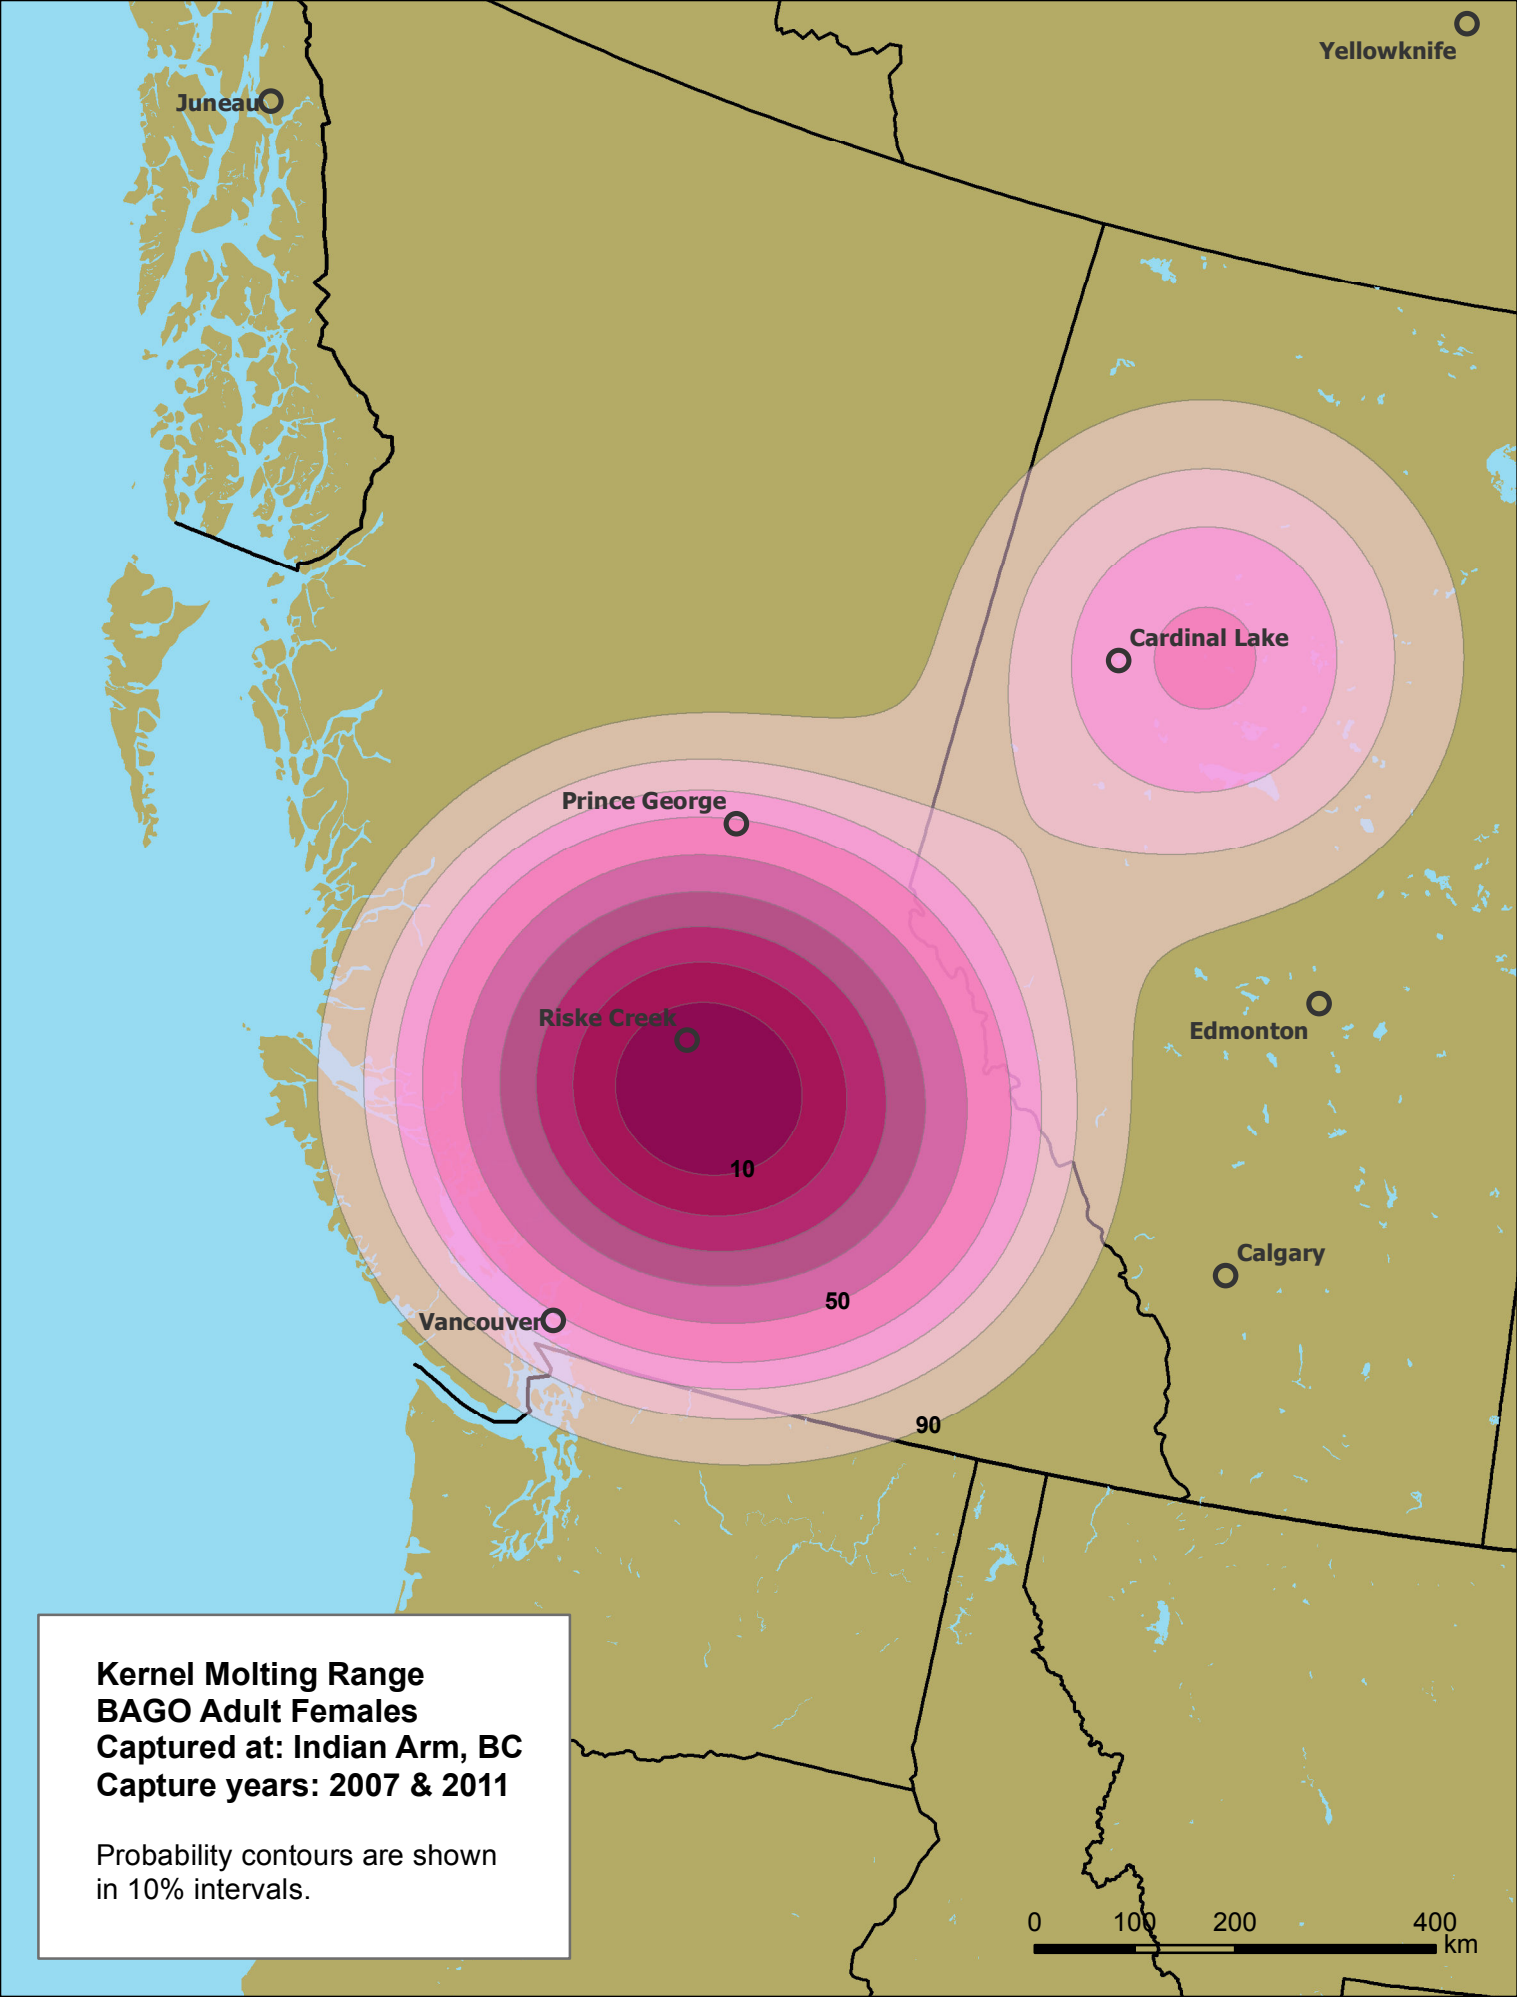 Yellowknife
Juneau
Cardinal Lake
Prince George
Riske Creek
Edmonton
10
Calgary
50
Vancouver
90
Kernel Molting Range
BAGO Adult Females
Captured at: Indian Arm, BC
Capture years: 2007 & 2011
Probability contours are shown
in 10% intervals.
0 100 200 400
km